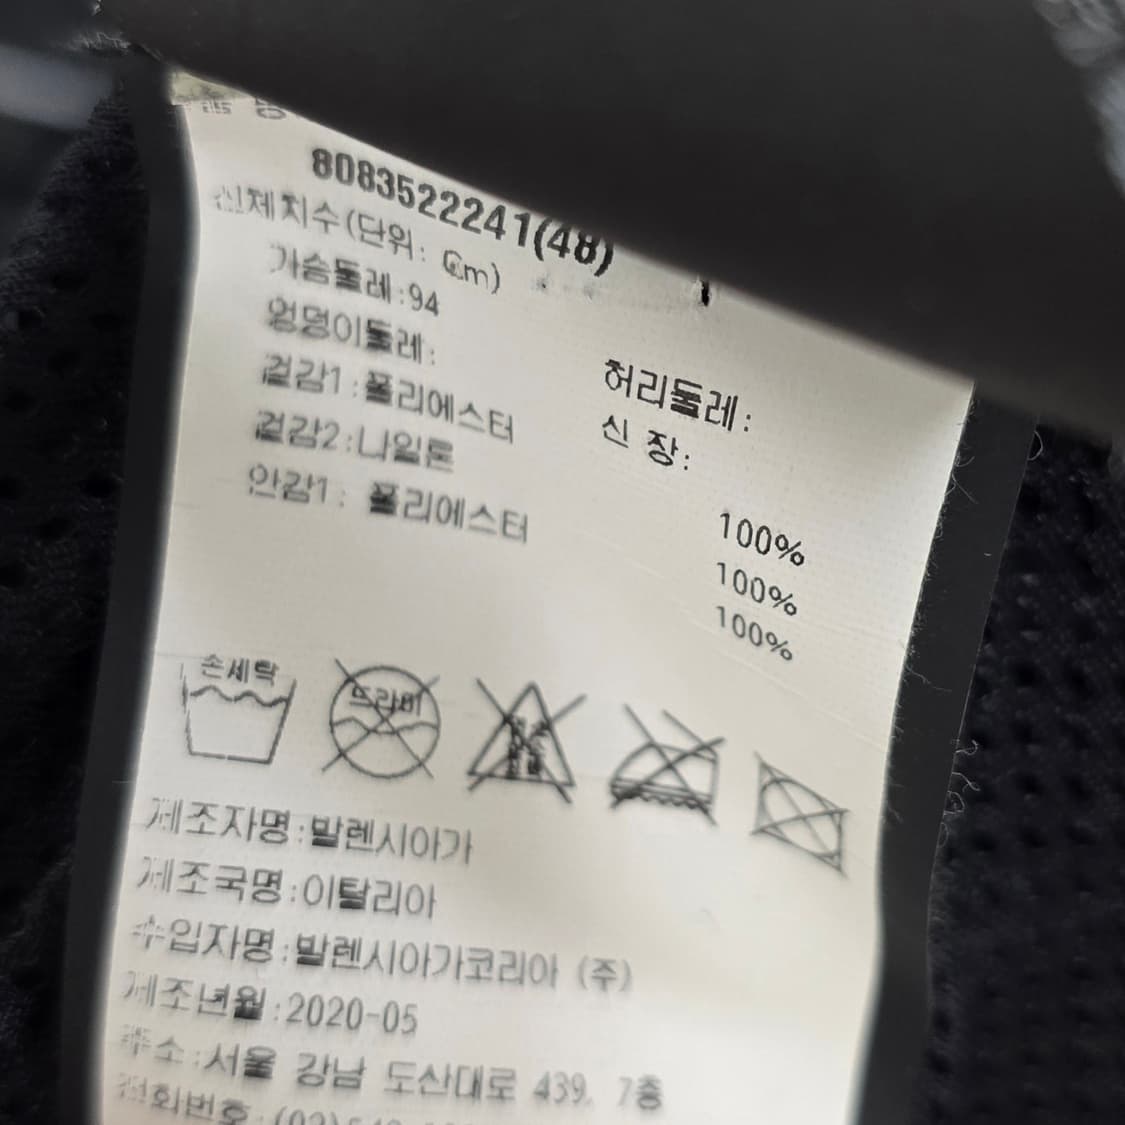 8083522241(48)
신체치수(단위: Cm)
가슴둘레:94
엉덩이둘레: 허리둘레:
신 장:
겉감1:폴리에스터 100%
겉감2:나일론 100%
안감1: 폴리에스터 100%
손세탁
드라이
제조자명:발렌시아가
제조국명:이탈리아
수입자명:발렌시아가코리아 (주)
제조년월:2020-05
주소:서울 강남 도산대로 439, 7층
전화번호:(02)